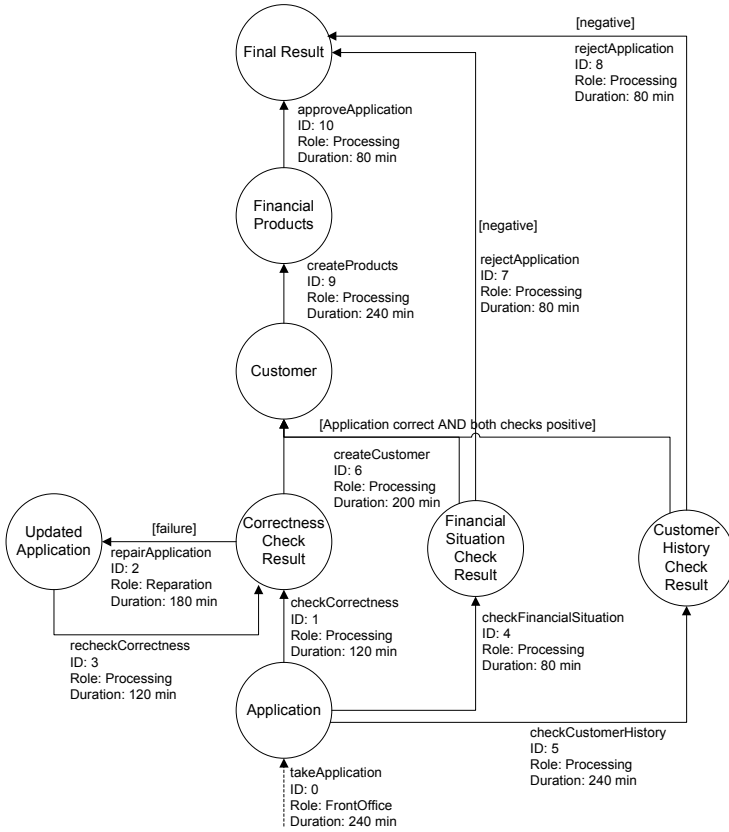 [negative]
rejectApplication
ID: 8
Role: Processing
Duration: 80 min
Final Result
approveApplication
ID: 10
Role: Processing
Duration: 80 min
Financial
Products
[negative]
rejectApplication
ID: 7
Role: Processing
Duration: 80 min
createProducts
ID: 9
Role: Processing
Duration: 240 min
Customer
[Application correct AND both checks positive]
createCustomer
ID: 6
Role: Processing
Duration: 200 min
Updated
Application
[failure]
repairApplication
ID: 2
Role: Reparation
Duration: 180 min
Correctness
Check
Result
Financial
Situation
Check
Result
Customer
History
Check
Result
checkCorrectness
ID: 1
Role: Processing
Duration: 120 min
checkFinancialSituation
ID: 4
Role: Processing
Duration: 80 min
recheckCorrectness
ID: 3
Role: Processing
Duration: 120 min
Application
checkCustomerHistory
ID: 5
Role: Processing
Duration: 240 min
takeApplication
ID: 0
Role: FrontOffice
Duration: 240 min